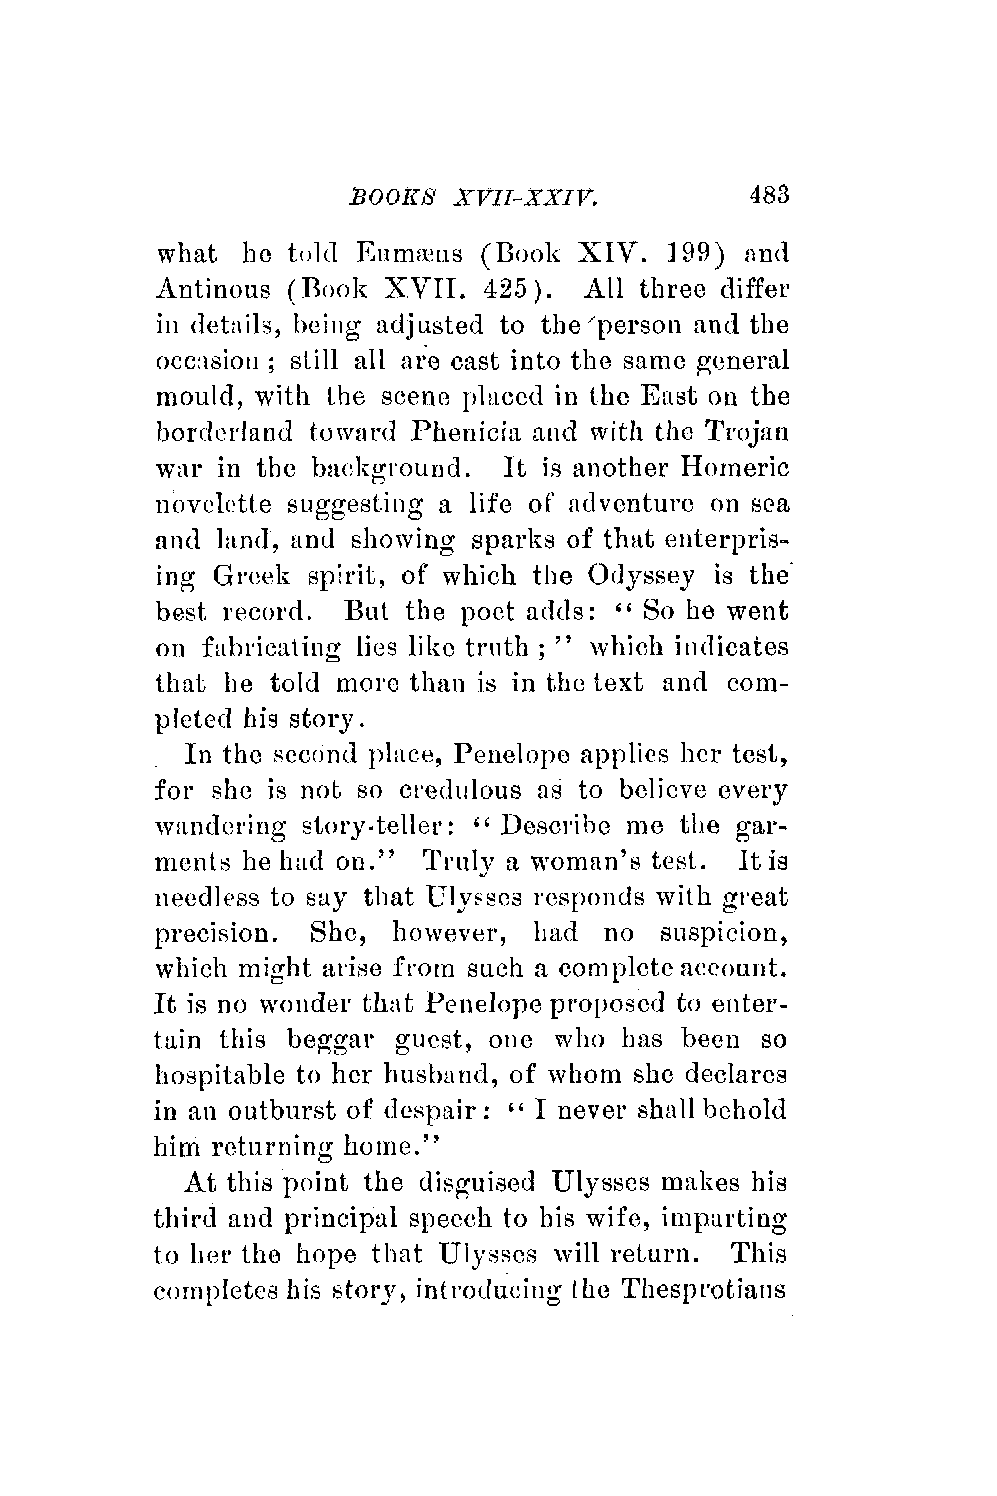 BOOKS XVII-XXIV. 483
what he told Eumæus (Book XIV. 199) and
Antinous (Book XVII. 425). All three differ
in details, being adjusted to the person and the
occasion ; still all are cast into the same general
mould, with the scene placed in the East on the
borderland toward Phenicia and with the Trojan
war in the background. It is another Homeric
novelette suggesting a life of adventure on sea
and land, and showing sparks of that enterpris-
ing Greek spirit, of which the Odyssey is the
best record. But the poet adds: “ So he went
on fabricating lies like truth ; ” which indicates
that he told more than is in the text and com-
pleted his story.
In the second place, Penelope applies her test,
for she is not so credulous as to believe every
wandering story-teller: “ Describe me the gar-
ments he had on.” Truly a woman’s test. It is
needless to say that Ulysses responds with great
precision. She, however, had no suspicion,
which might arise from such a complete account.
It is no wonder that Penelope proposed to enter-
tain this beggar guest, one who has been so
hospitable to her husband, of whom she declares
in an outburst of despair: “ I never shall behold
him returning home.”
At this point the disguised Ulysses makes his
third and principal speech to his wife, imparting
to her the hope that Ulysses will return. This
completes his story, introducing the Thesprotians